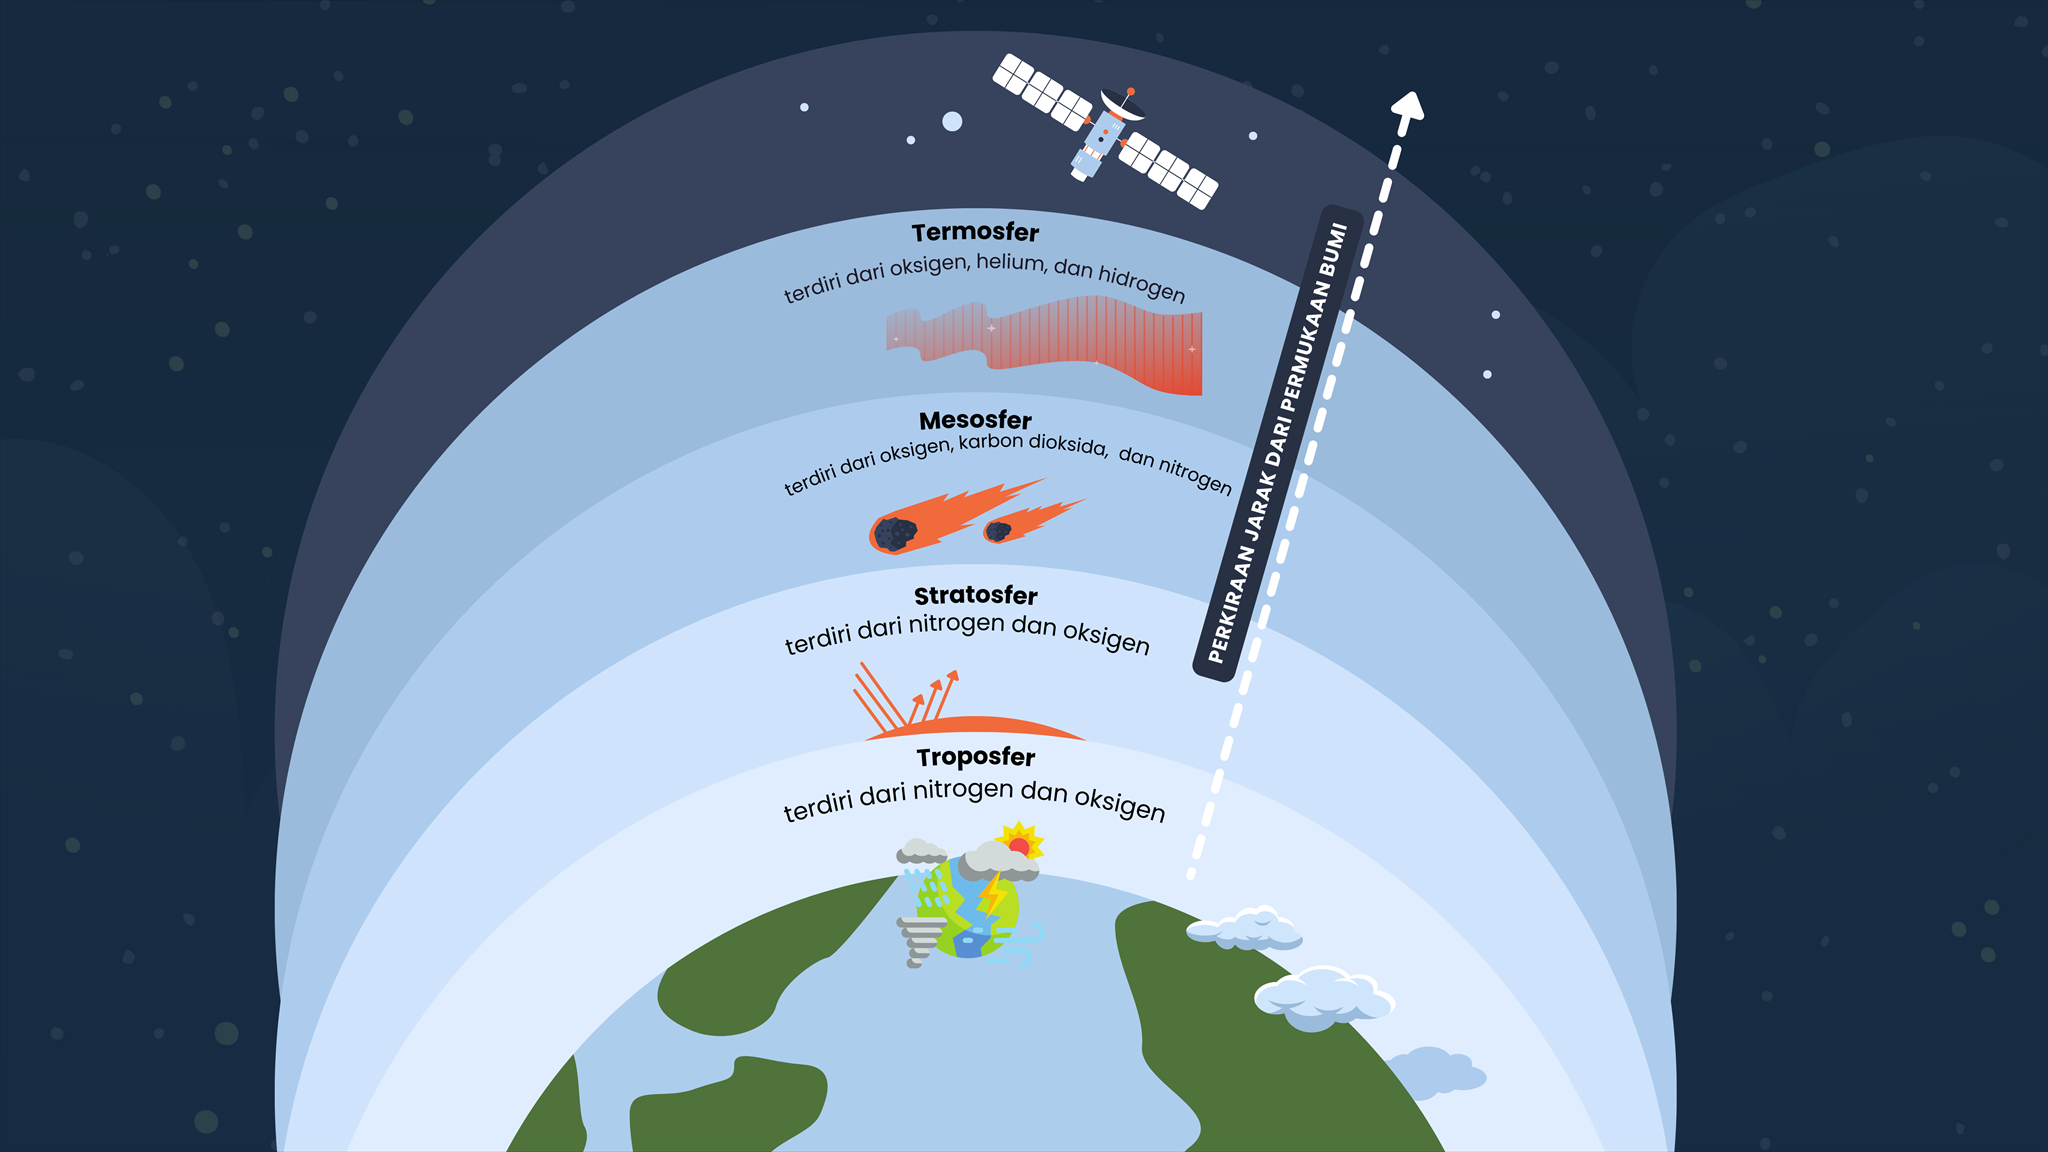 Termosfer
terdiri dari oksigen, helium, dan hidrogen
Mesosfer
terdiri dari oksigen, karbon dioksida, dan nitrogen
Stratosfer
terdiri dari nitrogen dan oksigen
Troposfer
terdiri dari nitrogen dan oksigen
PERKIRAAN JARAK DARI PERMUKAAN BUMI